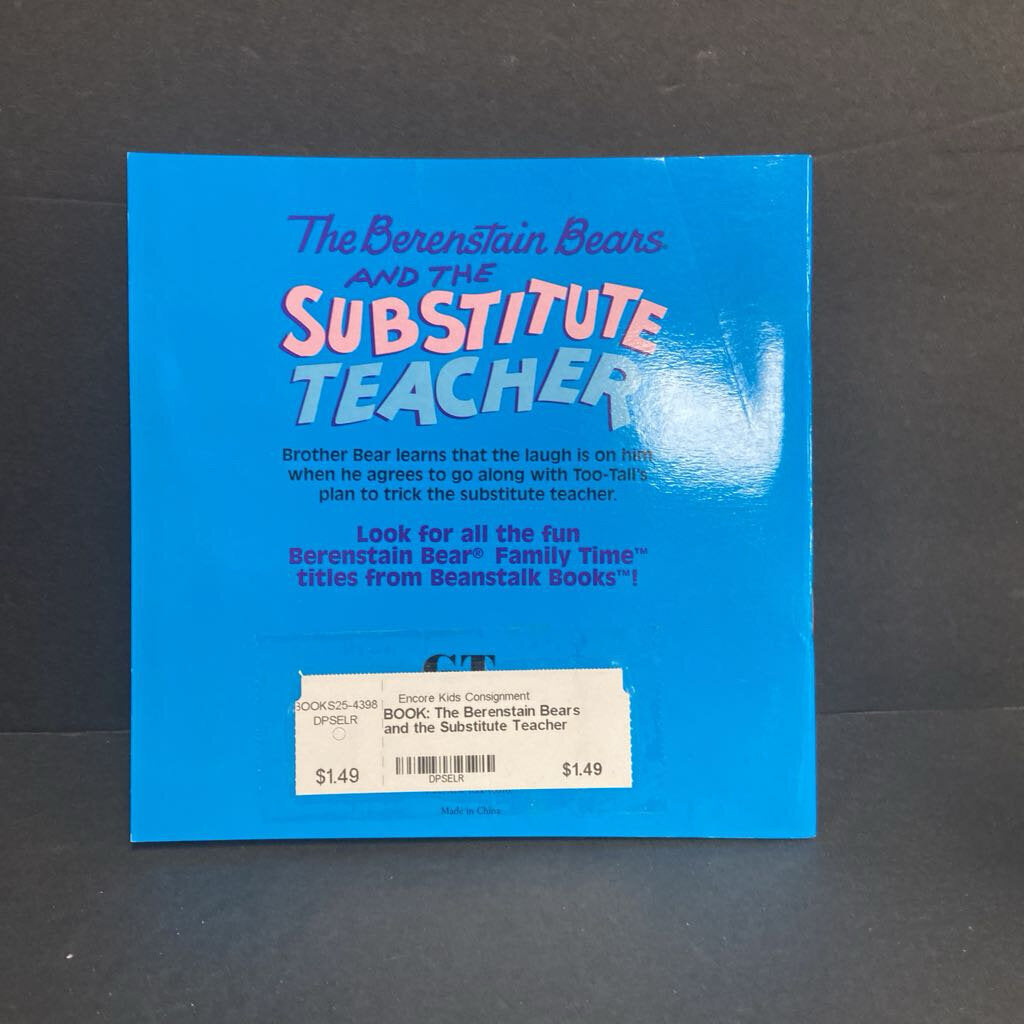 The Berenstain Bears®
AND THE
SUBSTITUTE
TEACHER
Brother Bear learns that the laugh is on him
when he agrees to go along with Too-Tall's
plan to trick the substitute teacher.
Look for all the fun
Berenstain Bear® Family Time™
titles from Beanstalk Books™!
GT
BOOKS25-4398
DPSELR
$1.49
Encore Kids Consignment
BOOK: The Berenstain Bears
and the Substitute Teacher
DPSELR
$1.49
Made in China